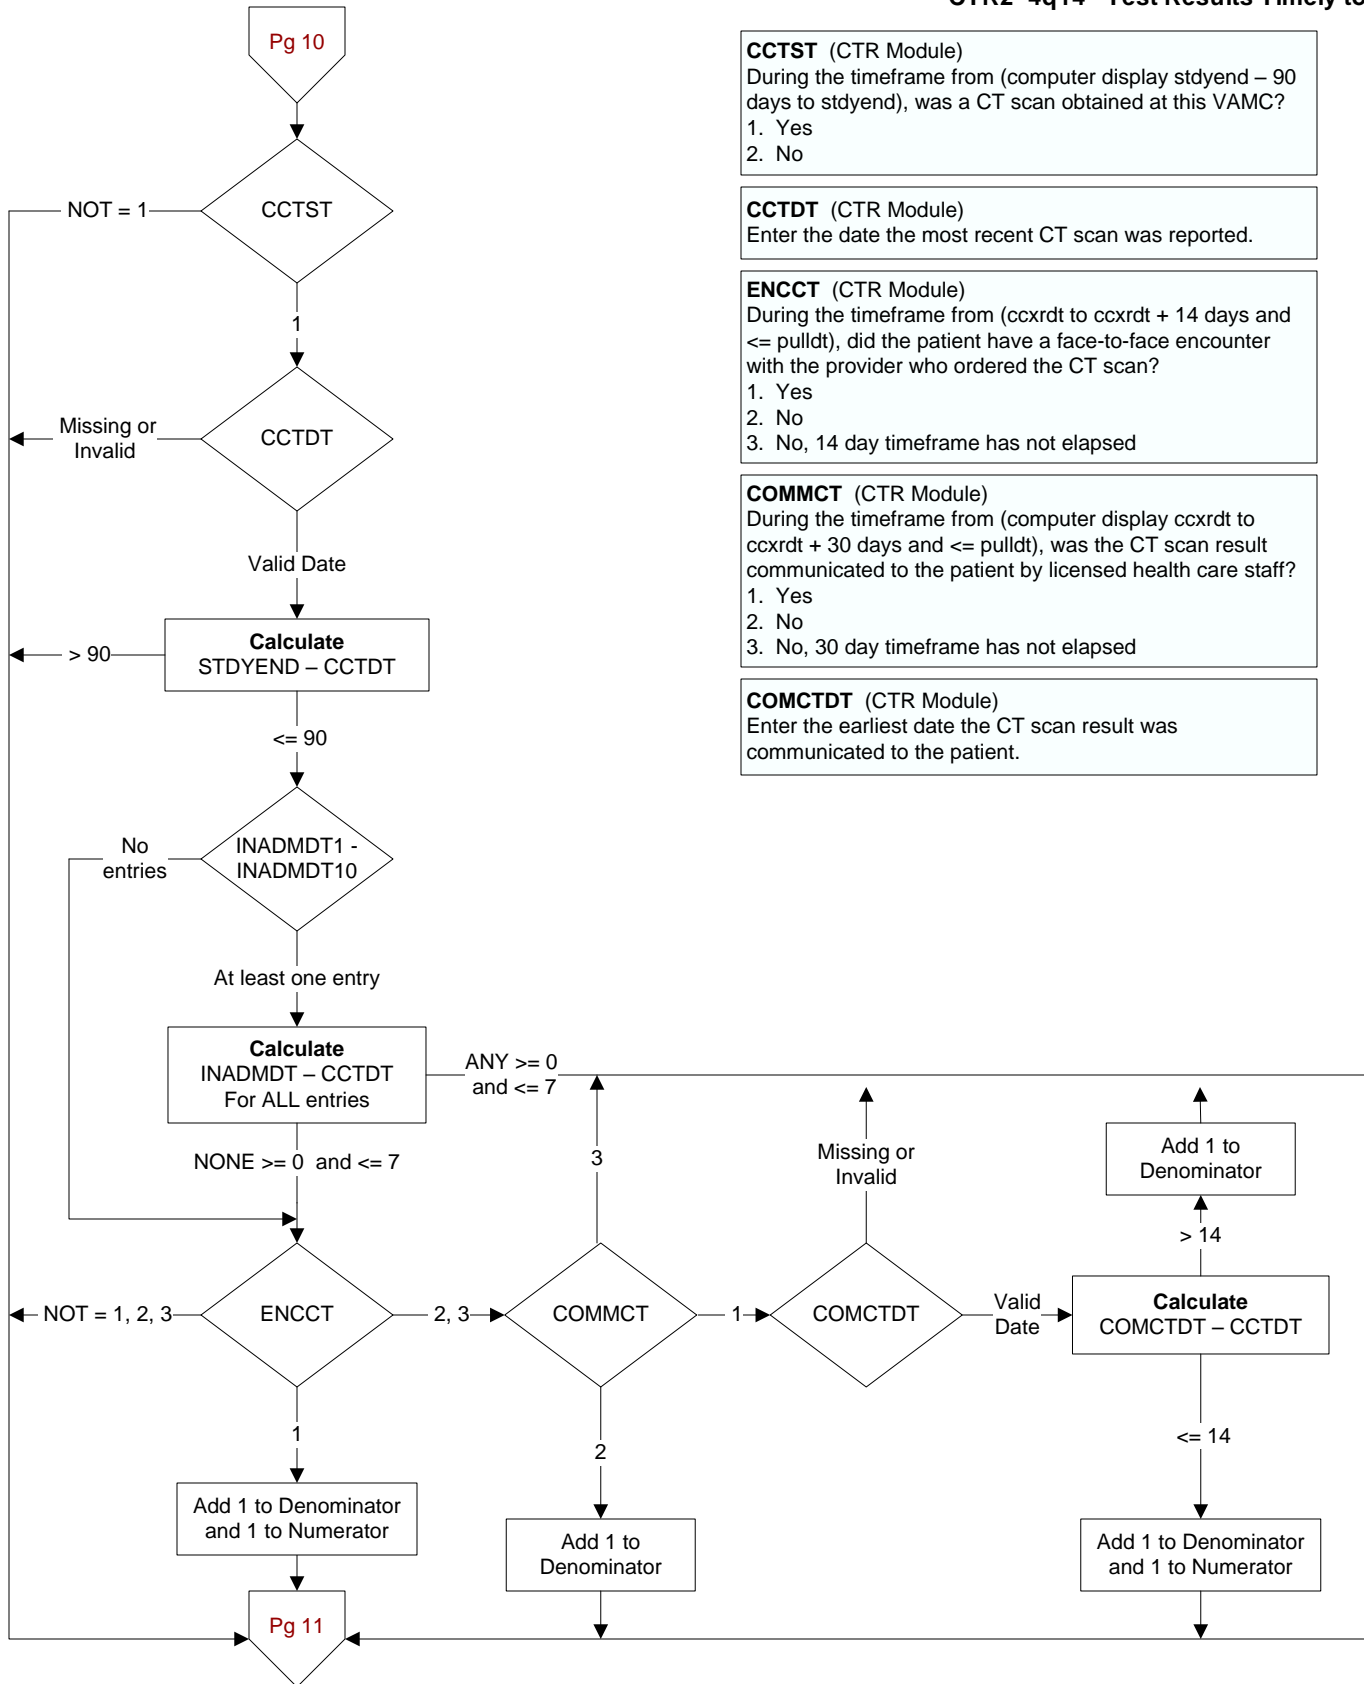 Pg 10
CCTST (CTR Module)
During the timeframe from (computer display stdyend – 90
days to stdyend), was a CT scan obtained at this VAMC?
1. Yes
2. No
CCTDT (CTR Module)
Enter the date the most recent CT scan was reported.
ENCCT (CTR Module)
During the timeframe from (ccxrdt to ccxrdt + 14 days and
<= pulldt), did the patient have a face-to-face encounter
with the provider who ordered the CT scan?
1. Yes
2. No
3. No, 14 day timeframe has not elapsed
COMMCT (CTR Module)
During the timeframe from (computer display ccxrdt to
ccxrdt + 30 days and <= pulldt), was the CT scan result
communicated to the patient by licensed health care staff?
1. Yes
2. No
3. No, 30 day timeframe has not elapsed
COMCTDT (CTR Module)
Enter the earliest date the CT scan result was
communicated to the patient.
NOT = 1
CCTST
1
Missing or
Invalid
CCTDT
Valid Date
> 90
Calculate
STDYEND – CCTDT
<= 90
No
entries
INADMDT1 -
INADMDT10
At least one entry
Calculate
INADMDT – CCTDT
For ALL entries
ANY >= 0
and <= 7
NONE >= 0 and <= 7
3
Missing or
Invalid
Add 1 to
Denominator
> 14
NOT = 1, 2, 3
ENCCT
2, 3
COMMCT
1
COMCTDT
Valid
Date
Calculate
COMCTDT – CCTDT
1
2
<= 14
Add 1 to Denominator
and 1 to Numerator
Add 1 to
Denominator
Add 1 to Denominator
and 1 to Numerator
Pg 11